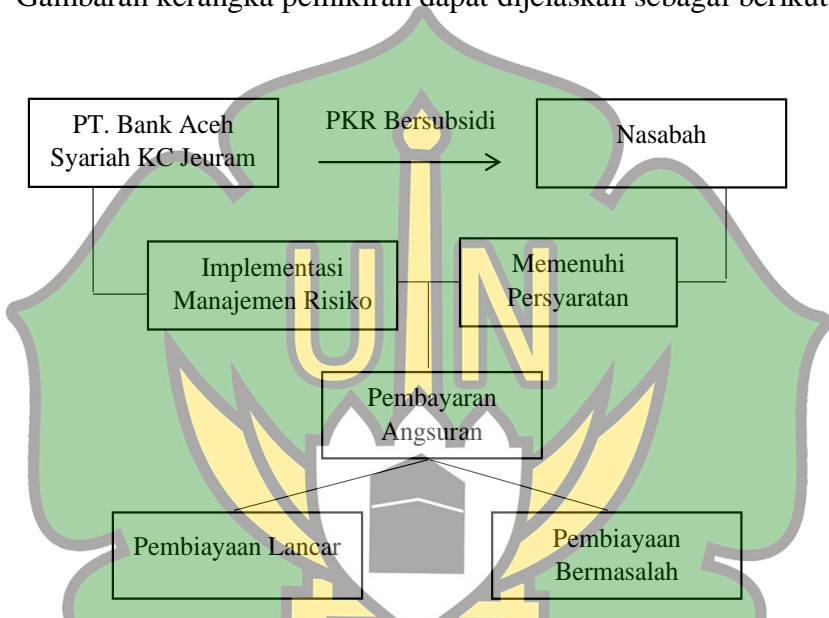 Gambaran kerangka pemikiran dapat dijelaskan sebagai berikut
PT. Bank Aceh
Syariah KC Jeuram
PKR Bersubsidi
Nasabah
Implementasi
Manajemen Risiko
Memenuhi
Persyaratan
UIN
Pembayaran
Angsuran
Pembiayaan Lancar
Pembiayaan
Bermasalah